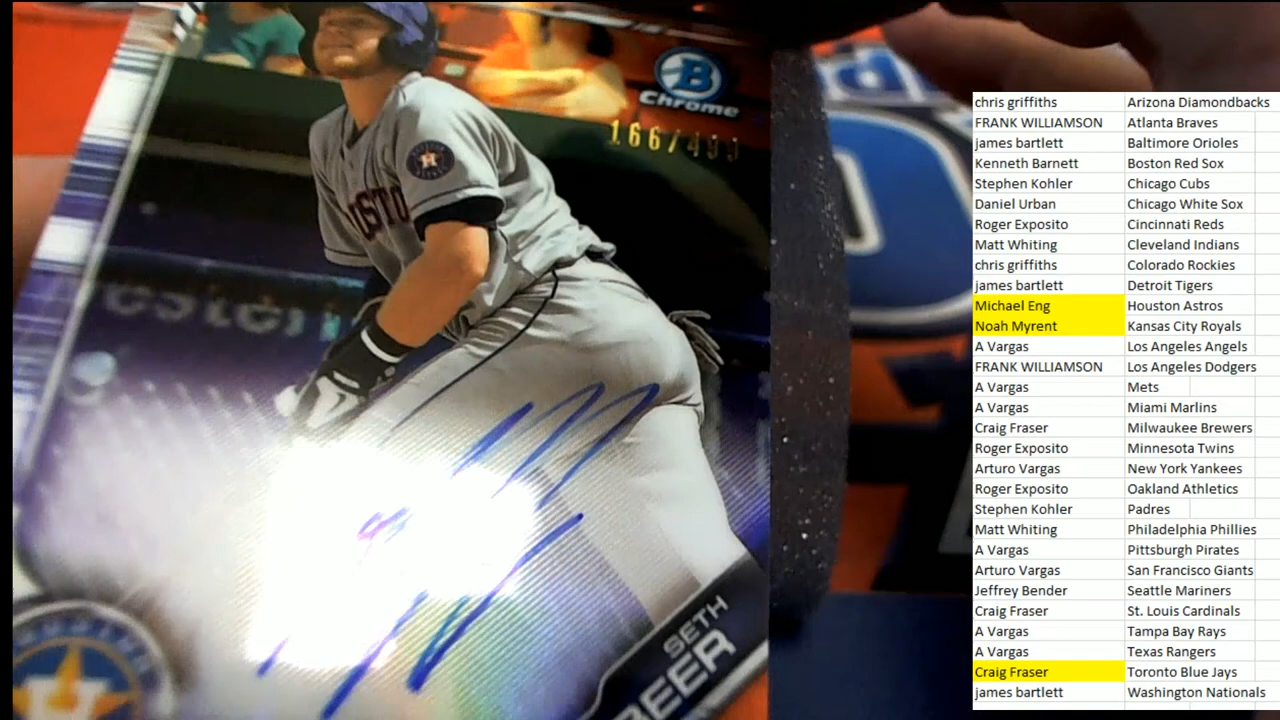 B
Chrome
166/499
HOUSTON
SETH
BEER
chris griffiths Arizona Diamondbacks
FRANK WILLIAMSON Atlanta Braves
james bartlett Baltimore Orioles
Kenneth Barnett Boston Red Sox
Stephen Kohler Chicago Cubs
Daniel Urban Chicago White Sox
Roger Exposito Cincinnati Reds
Matt Whiting Cleveland Indians
chris griffiths Colorado Rockies
james bartlett Detroit Tigers
Michael Eng Houston Astros
Noah Myrent Kansas City Royals
A Vargas Los Angeles Angels
FRANK WILLIAMSON Los Angeles Dodgers
A Vargas Mets
A Vargas Miami Marlins
Craig Fraser Milwaukee Brewers
Roger Exposito Minnesota Twins
Arturo Vargas New York Yankees
Roger Exposito Oakland Athletics
Stephen Kohler Padres
Matt Whiting Philadelphia Phillies
A Vargas Pittsburgh Pirates
Arturo Vargas San Francisco Giants
Jeffrey Bender Seattle Mariners
Craig Fraser St. Louis Cardinals
A Vargas Tampa Bay Rays
A Vargas Texas Rangers
Craig Fraser Toronto Blue Jays
james bartlett Washington Nationals